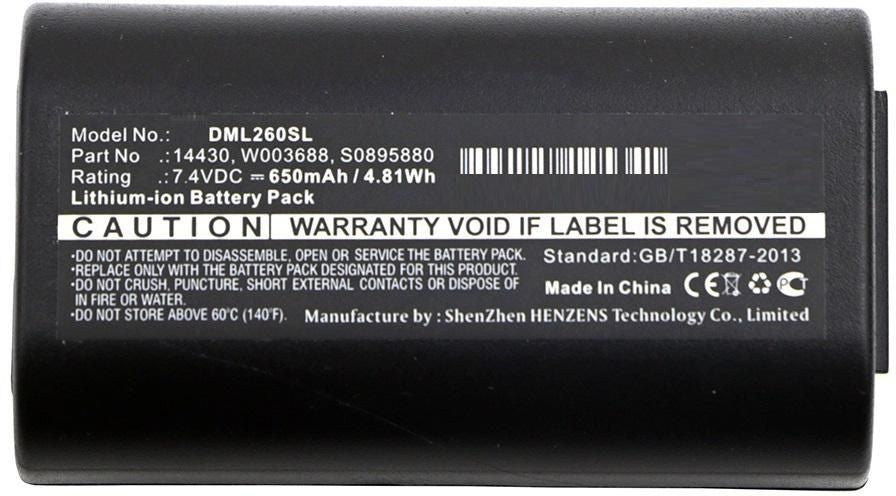 Model No.: DML260SL
Part No .: 14430, W003688, S0895880
Rating .: 7.4VDC ⎓ 650mAh / 4.81Wh
Lithium-ion Battery Pack
CAUTION WARRANTY VOID IF LABEL IS REMOVED
·DO NOT ATTEMPT TO DISASSEMBLE, OPEN OR SERVICE THE BATTERY PACK.
·REPLACE ONLY WITH THE BATTERY PACK DESIGNATED FOR THIS PRODUCT.
·DO NOT CRUSH, PUNCTURE, SHORT EXTERNAL CONTACTS OR DISPOSE OF
IN FIRE OR WATER.
·DO NOT STORE ABOVE 60°C (140°F).
Standard:GB/T18287-2013
Made In China CE
Manufacture by : ShenZhen HENZENS Technology Co., Limited